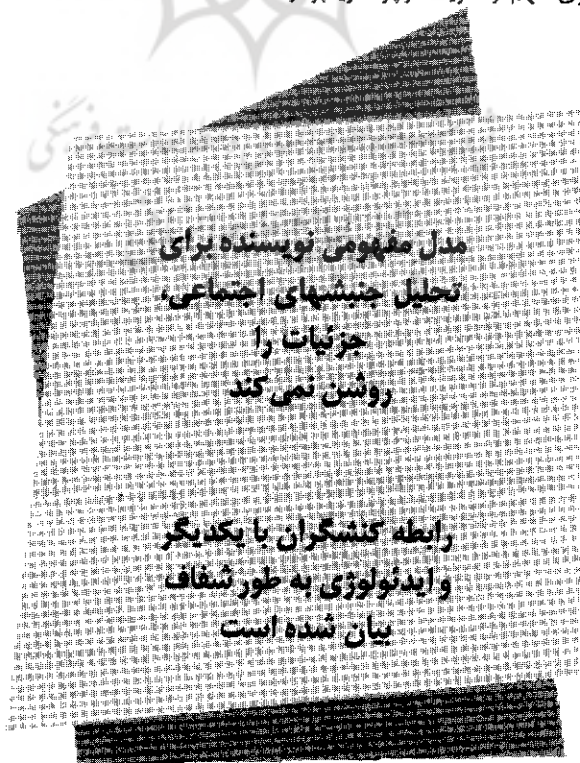 مدل مفهومی نویسنده برای
تحلیل جنبشهای اجتماعی،
جزئیات را
روشن نمی‌کند
رابطه کنشگران با یکدیگر
و ایدئولوژی به طور شفاف
بیان شده است